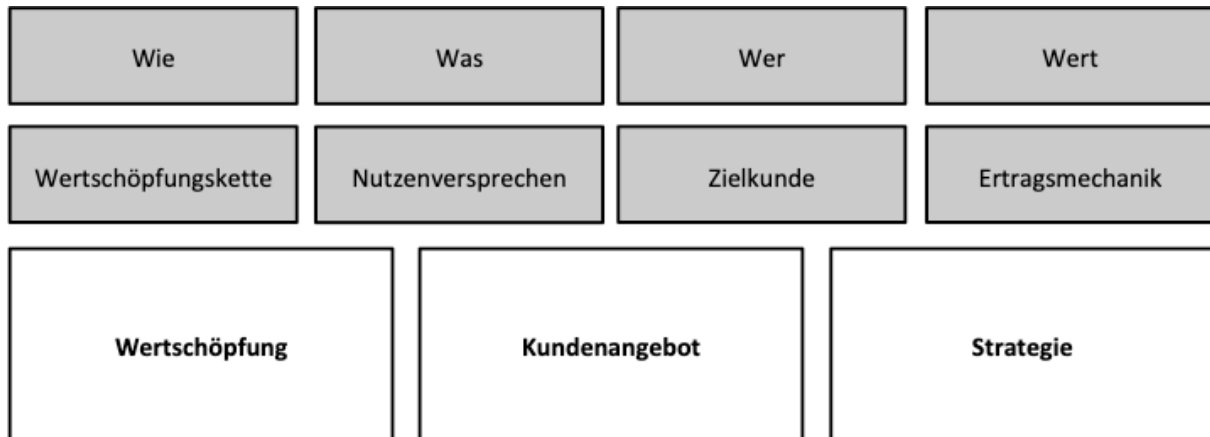 Wie
Was
Wer
Wert
Wertschöpfungskette
Nutzenversprechen
Zielkunde
Ertragsmechanik
Wertschöpfung
Kundenangebot
Strategie